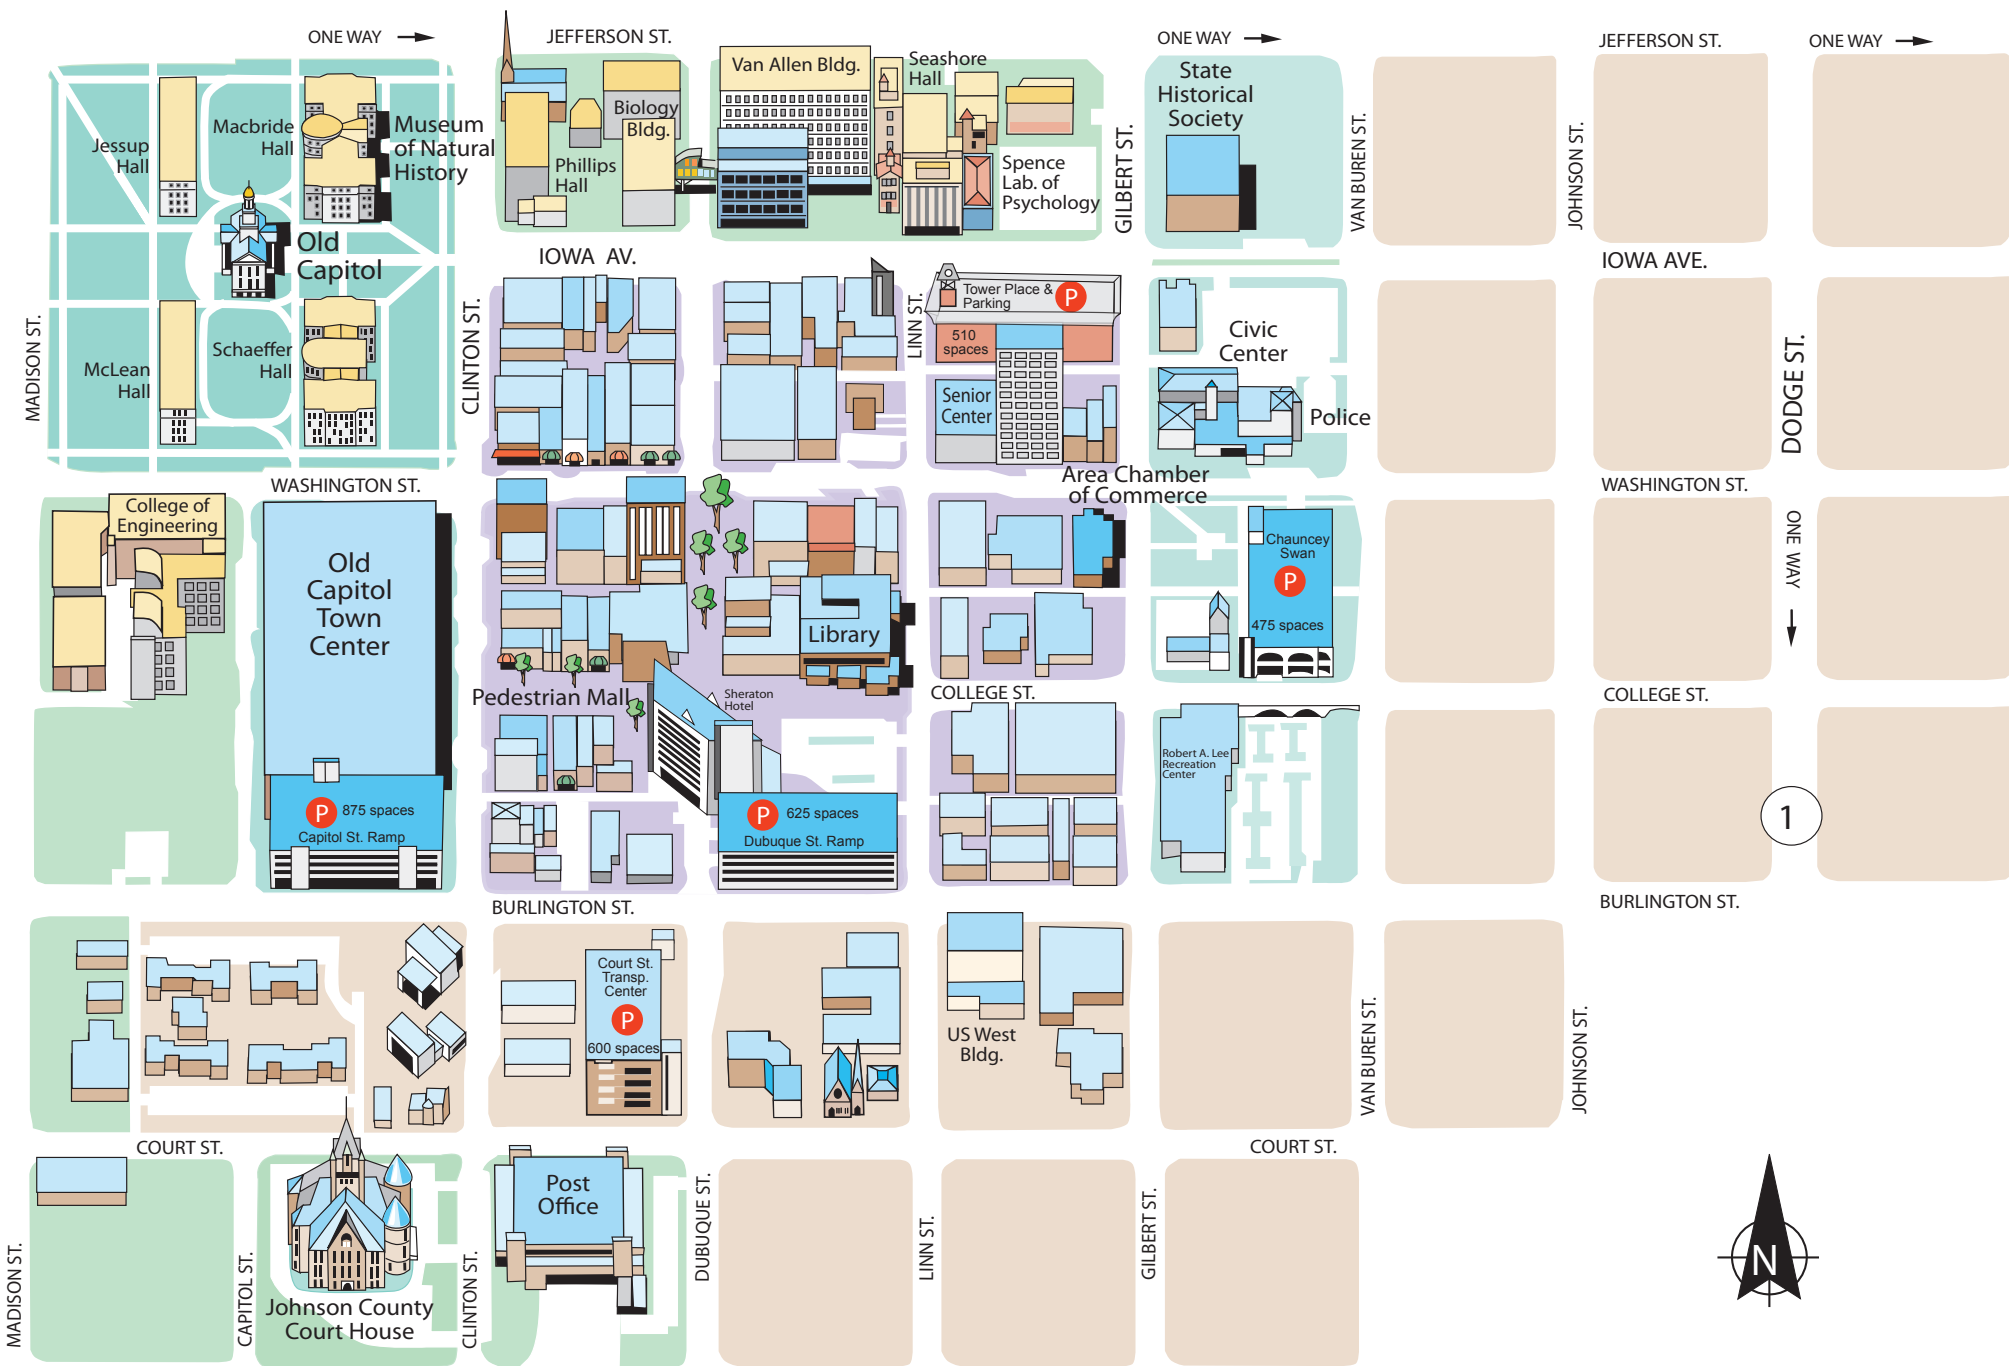 ONE WAY
JEFFERSON ST.
ONE WAY
JEFFERSON ST.
ONE WAY
Jessup
Hall
Macbride
Hall
Museum
of Natural
History
Old
Capitol
McLean
Hall
Schaeffer
Hall
MADISON ST.
CLINTON ST.
Biology
Bldg.
Phillips
Hall
Van Allen Bldg.
Seashore
Hall
Spence
Lab. of
Psychology
GILBERT ST.
State
Historical
Society
VAN BUREN ST.
JOHNSON ST.
IOWA AV.
IOWA AVE.
LINN ST.
Tower Place &
Parking
P
510
spaces
Senior
Center
Civic
Center
Police
DODGE ST.
Area Chamber
of Commerce
WASHINGTON ST.
WASHINGTON ST.
ONE WAY
College of
Engineering
Old
Capitol
Town
Center
P
875 spaces
Capitol St. Ramp
Library
Pedestrian Mall
Sheraton
Hotel
P
625 spaces
Dubuque St. Ramp
Chauncey
Swan
P
475 spaces
COLLEGE ST.
COLLEGE ST.
Robert A. Lee
Recreation
Center
1
BURLINGTON ST.
BURLINGTON ST.
Court St.
Transp.
Center
P
600 spaces
US West
Bldg.
VAN BUREN ST.
JOHNSON ST.
COURT ST.
COURT ST.
Post
Office
Johnson County
Court House
MADISON ST.
CAPITOL ST.
CLINTON ST.
DUBUQUE ST.
LINN ST.
GILBERT ST.
N